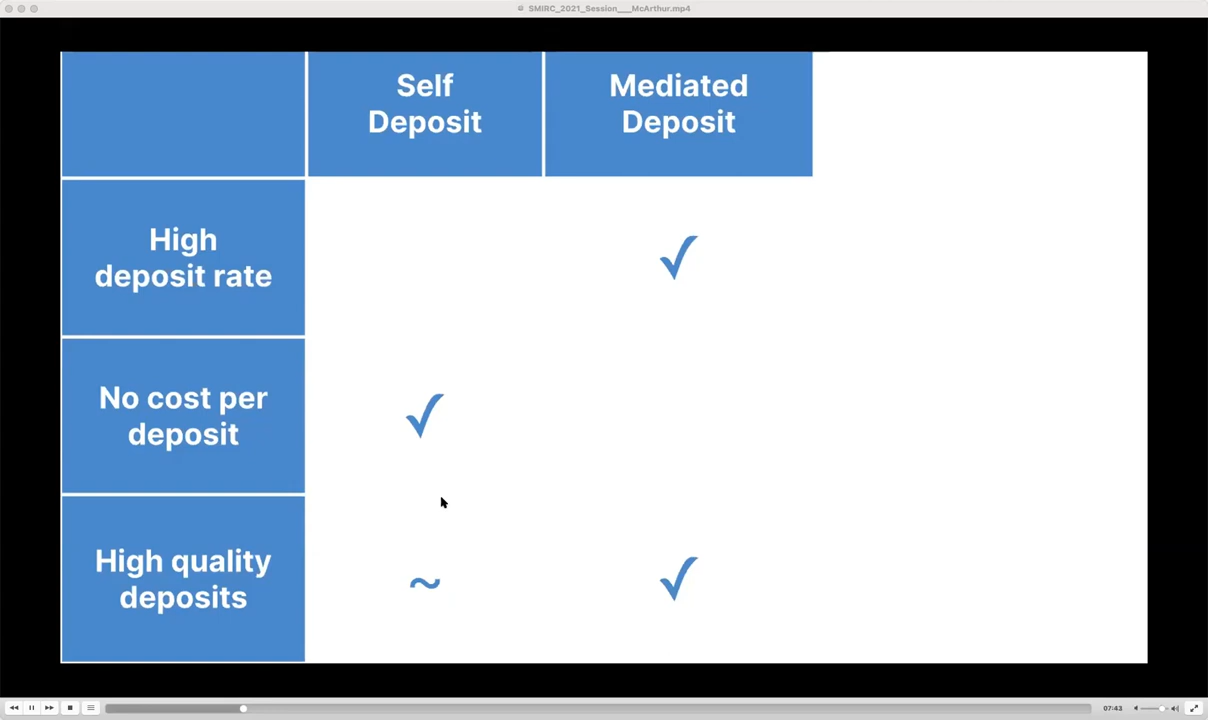 SMIRC_2021_Session___McArthur.mp4
Self
Deposit
Mediated
Deposit
High
deposit rate
✓
No cost per
deposit
✓
High quality
deposits
~
✓
07:43